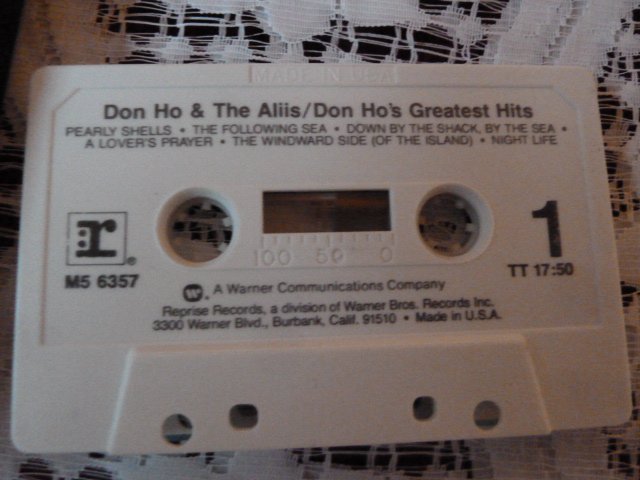 MADE IN U.S.A.
Don Ho & The Aliis/Don Ho's Greatest Hits
PEARLY SHELLS • THE FOLLOWING SEA • DOWN BY THE SHACK, BY THE SEA •
A LOVER'S PRAYER • THE WINDWARD SIDE (OF THE ISLAND) • NIGHT LIFE
r ®
1
100 50 0
M5 6357
TT 17:50
W ® A Warner Communications Company
Reprise Records, a division of Warner Bros. Records Inc.
3300 Warner Blvd., Burbank, Calif. 91510 • Made in U.S.A.